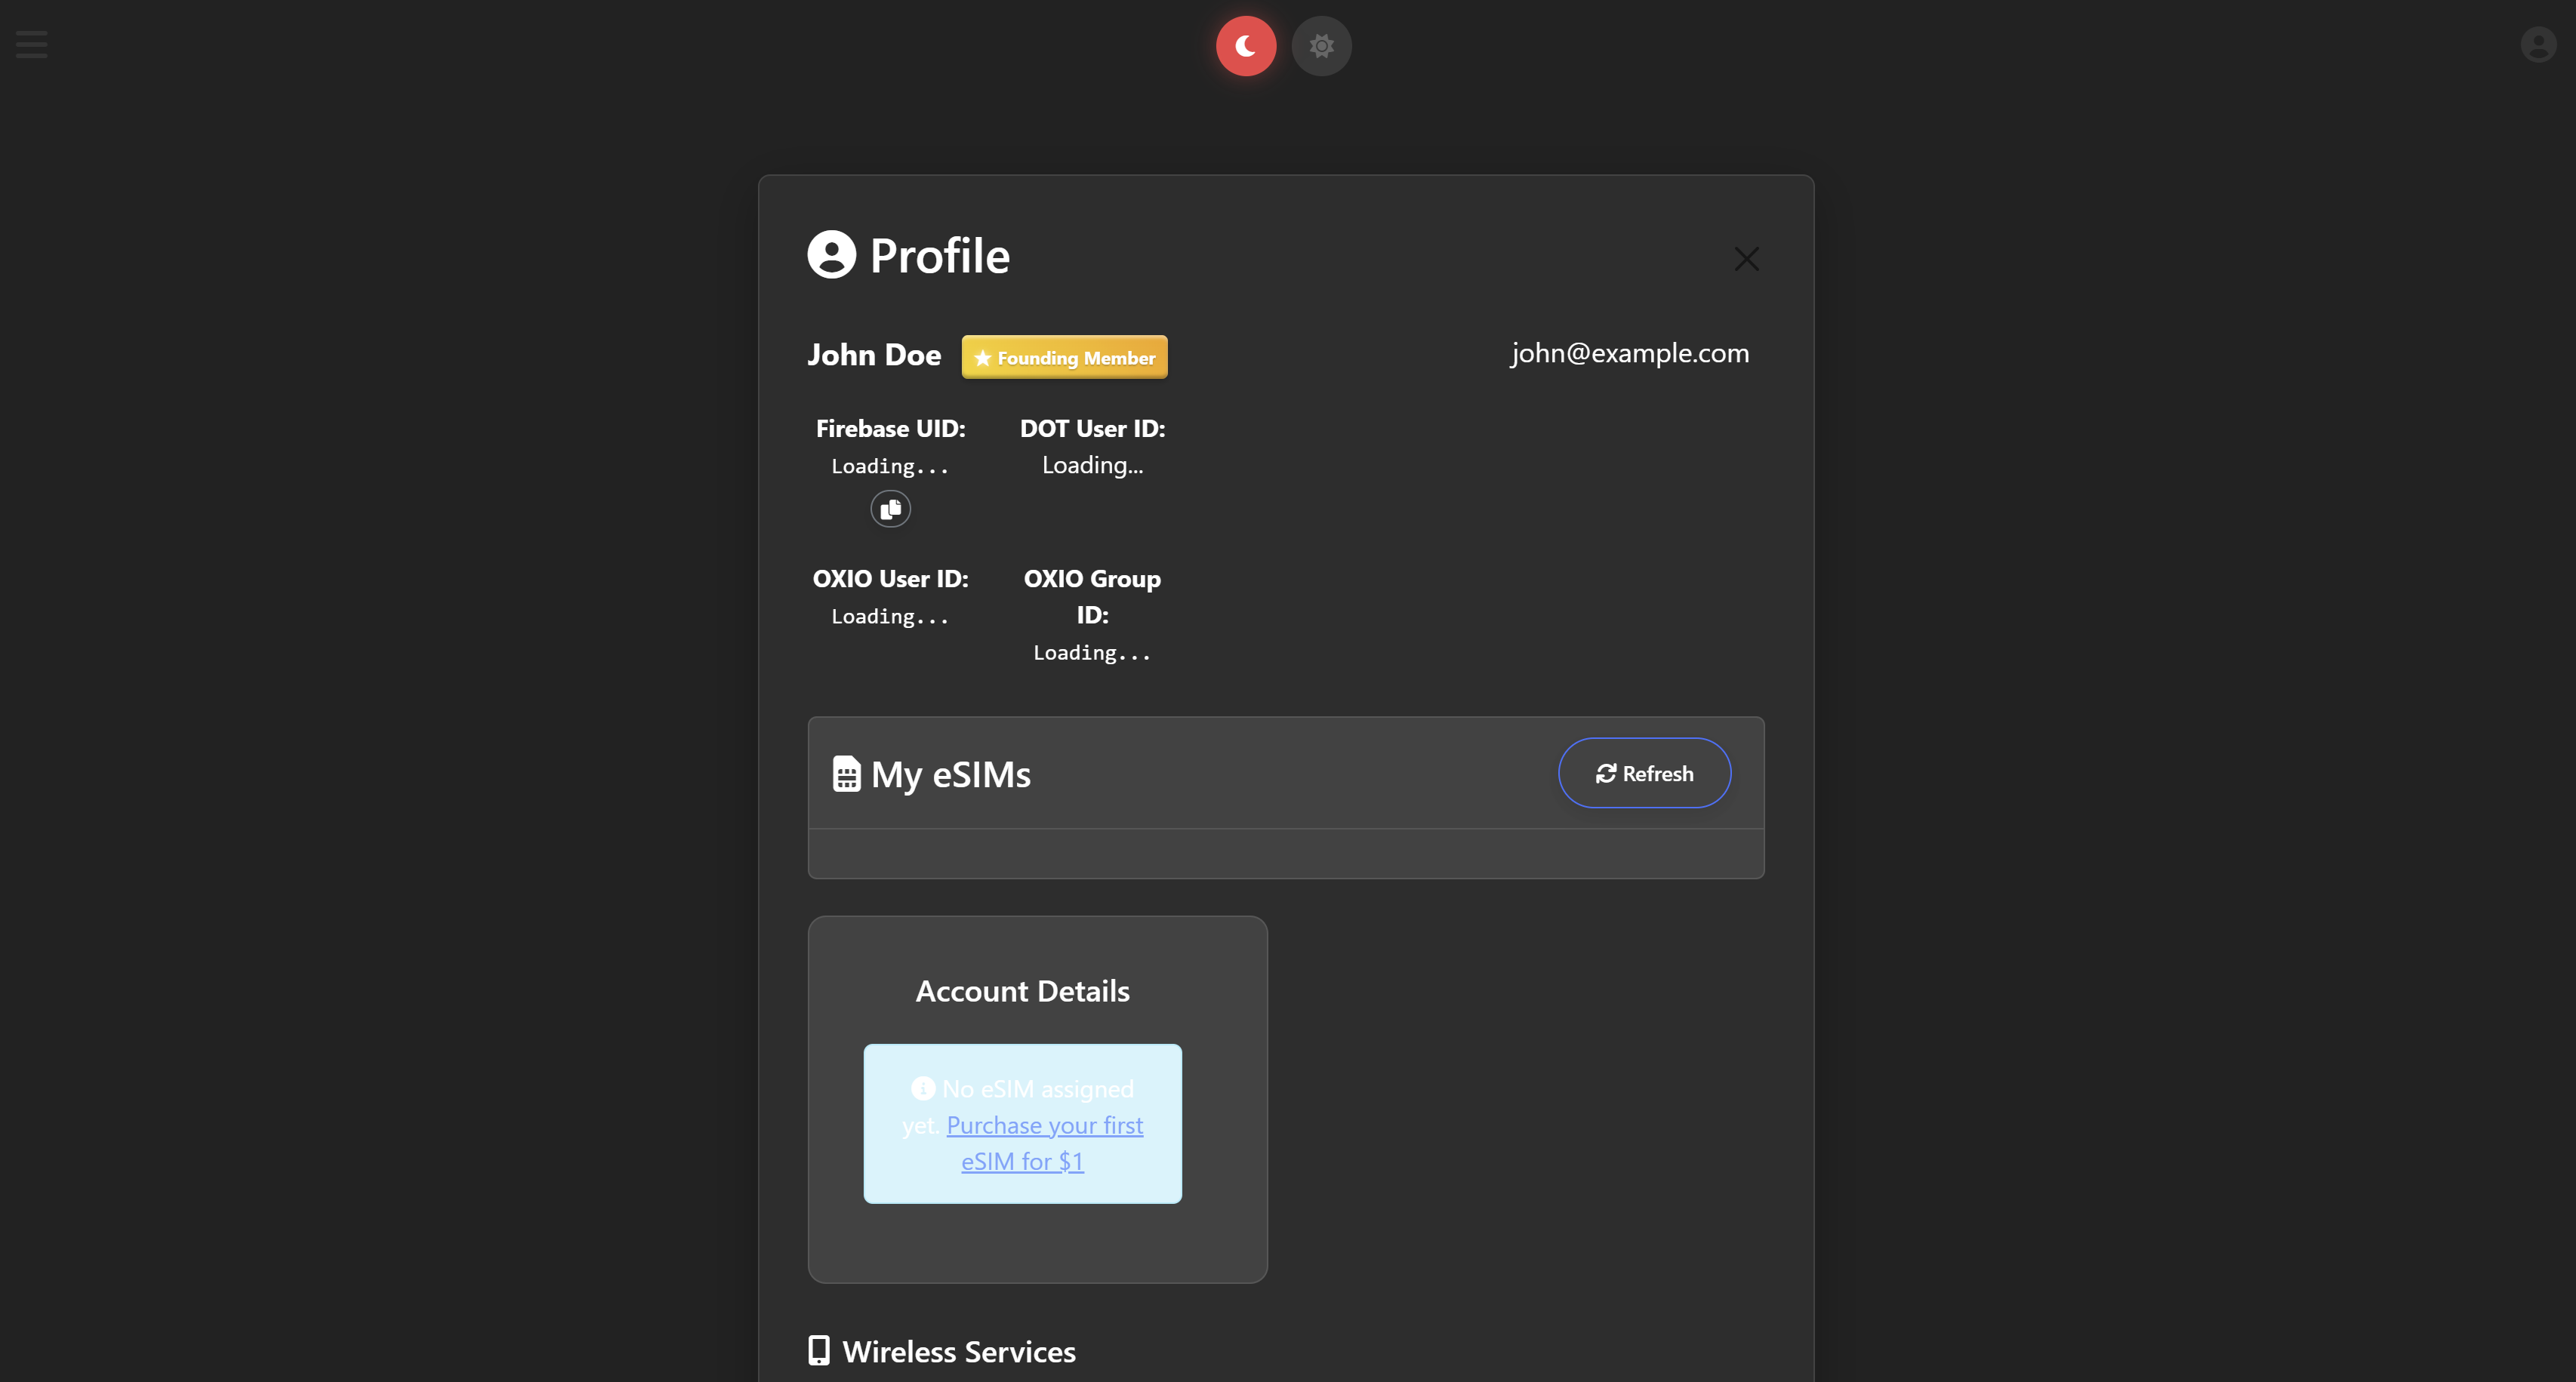 Profile
John Doe
Founding Member
john@example.com
Firebase UID:
Loading...
DOT User ID:
Loading...
OXIO User ID:
Loading...
OXIO Group
ID:
Loading...
My eSIMs
Refresh
Account Details
No eSIM assigned
yet. Purchase your first
eSIM for $1
Wireless Services